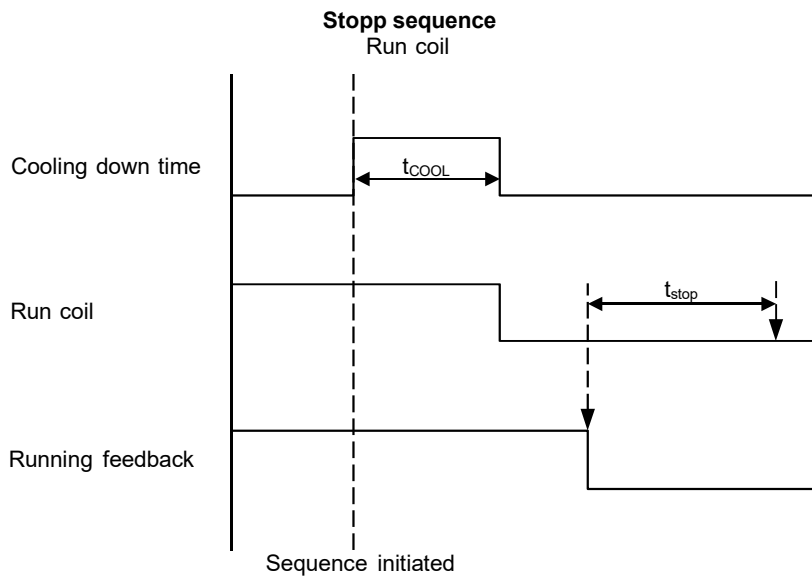 Stopp sequence
Run coil
Cooling down time
tCOOL
Run coil
tstop
Running feedback
Sequence initiated